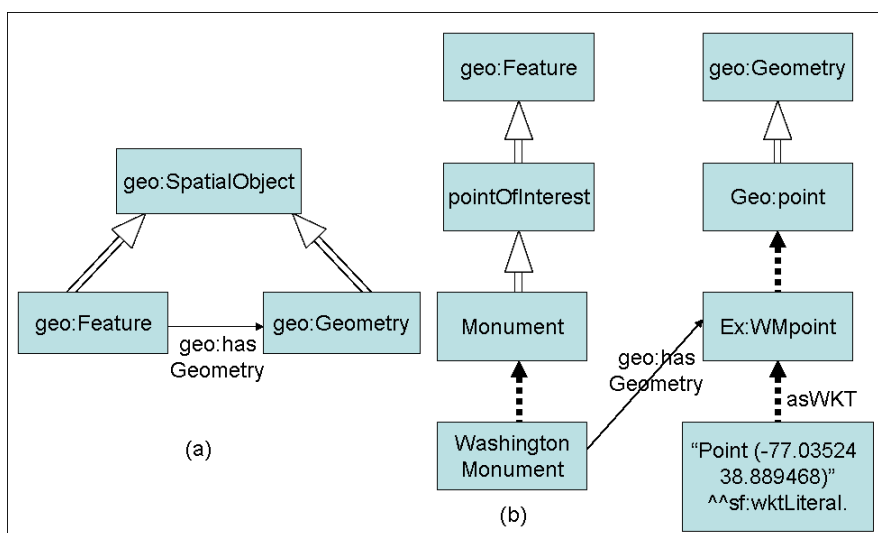 geo:SpatialObject
geo:Feature
geo:Geometry
geo:has
Geometry
(a)
geo:Feature
pointOfInterest
Monument
Washington
Monument
geo:has
Geometry
(b)
geo:Geometry
Geo:point
Ex:WMpoint
asWKT
“Point (-77.03524
38.889468)”
^^sf:wktLiteral.